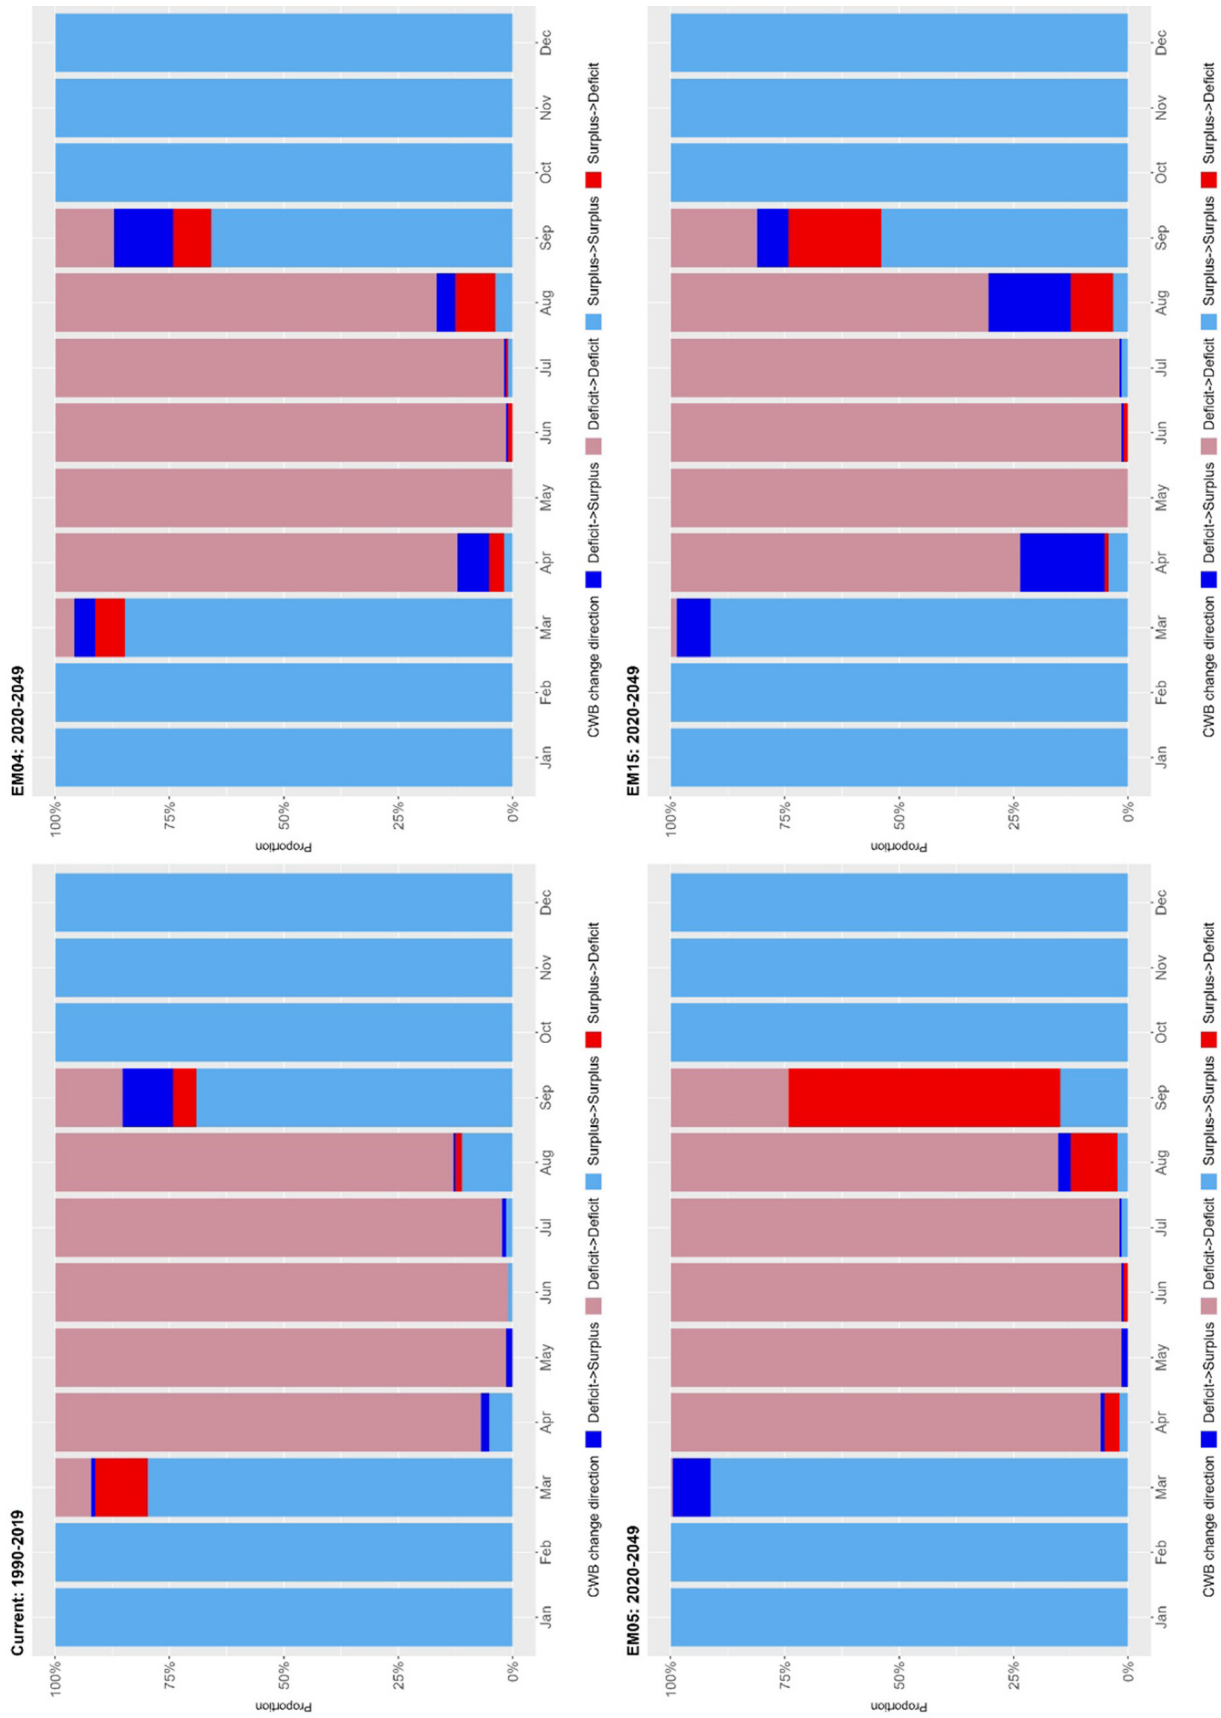 Current: 1990-2019
100%
75%
50%
25%
0%
Proportion
Jan Feb Mar Apr May Jun Jul Aug Sep Oct Nov Dec
CWB change direction Deficit->Surplus Deficit->Deficit Surplus->Surplus Surplus->Deficit
EM04: 2020-2049
100%
75%
50%
25%
0%
Proportion
Jan Feb Mar Apr May Jun Jul Aug Sep Oct Nov Dec
CWB change direction Deficit->Surplus Deficit->Deficit Surplus->Surplus Surplus->Deficit
EM05: 2020-2049
100%
75%
50%
25%
0%
Proportion
Jan Feb Mar Apr May Jun Jul Aug Sep Oct Nov Dec
CWB change direction Deficit->Surplus Deficit->Deficit Surplus->Surplus Surplus->Deficit
EM15: 2020-2049
100%
75%
50%
25%
0%
Proportion
Jan Feb Mar Apr May Jun Jul Aug Sep Oct Nov Dec
CWB change direction Deficit->Surplus Deficit->Deficit Surplus->Surplus Surplus->Deficit